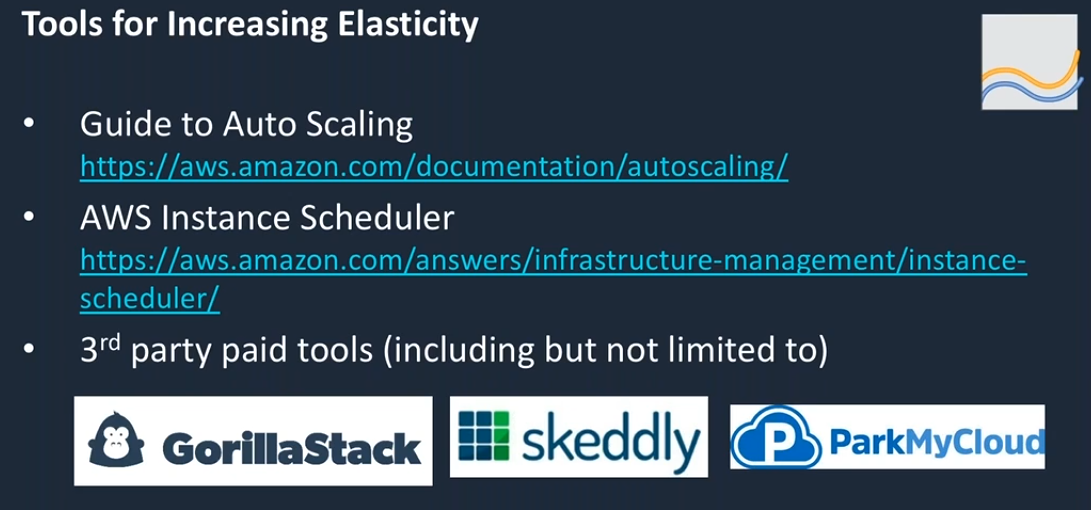 Tools for Increasing Elasticity
• Guide to Auto Scaling
https://aws.amazon.com/documentation/autoscaling/
• AWS Instance Scheduler
https://aws.amazon.com/answers/infrastructure-management/instance-
scheduler/
• 3rd party paid tools (including but not limited to)
GorillaStack skeddly P ParkMyCloud